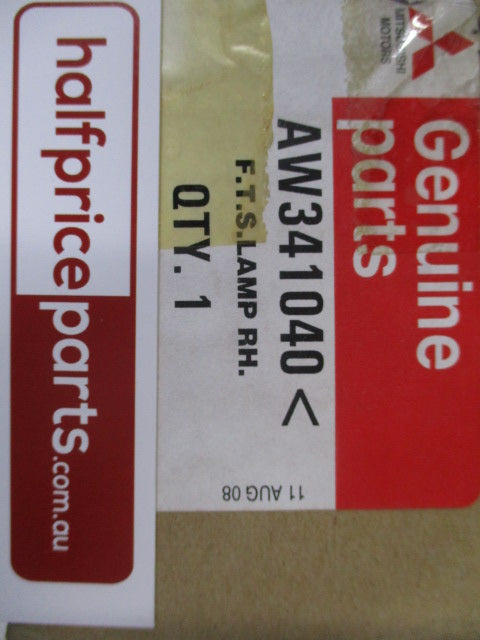 MITSUBISHI
MOTORS
Genuine
parts
AW341040<
F.T.S.LAMP RH.
QTY. 1
11 AUG 08
halfpriceparts.com.au